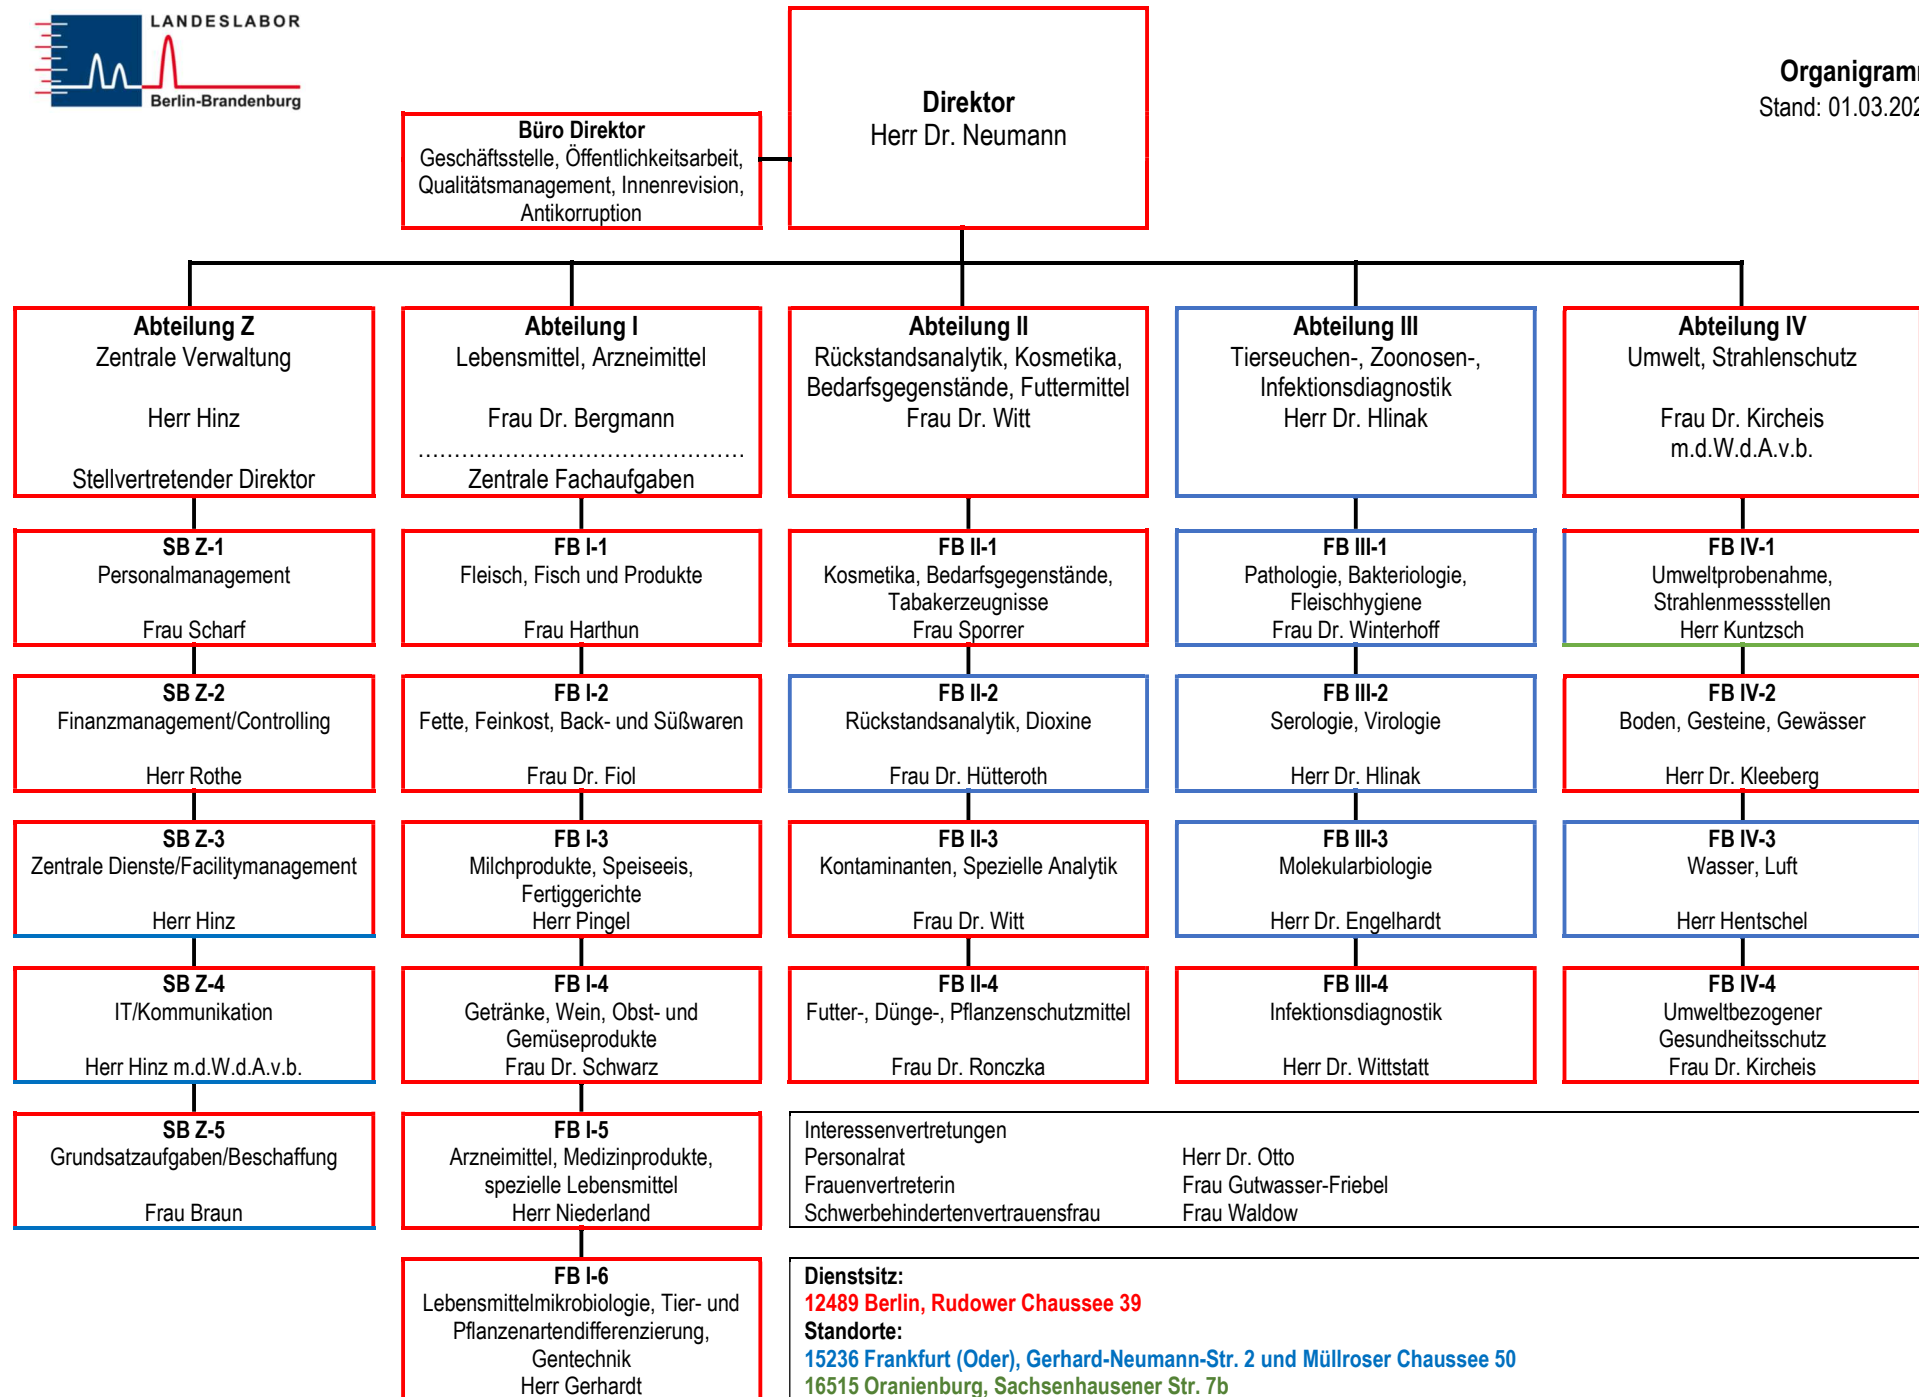 LANDESLABOR
Berlin-Brandenburg
Organigramm
Stand: 01.03.202
Direktor
Herr Dr. Neumann
Büro Direktor
Geschäftsstelle, Öffentlichkeitsarbeit,
Qualitätsmanagement, Innenrevision,
Antikorruption
Abteilung Z
Zentrale Verwaltung
Herr Hinz
Stellvertretender Direktor
Abteilung I
Lebensmittel, Arzneimittel
Frau Dr. Bergmann
………………………………………
Zentrale Fachaufgaben
Abteilung II
Rückstandsanalytik, Kosmetika,
Bedarfsgegenstände, Futtermittel
Frau Dr. Witt
Abteilung III
Tierseuchen-, Zoonosen-,
Infektionsdiagnostik
Herr Dr. Hlinak
Abteilung IV
Umwelt, Strahlenschutz
Frau Dr. Kircheis
m.d.W.d.A.v.b.
SB Z-1
Personalmanagement
Frau Scharf
FB I-1
Fleisch, Fisch und Produkte
Frau Harthun
FB II-1
Kosmetika, Bedarfsgegenstände,
Tabakerzeugnisse
Frau Sporrer
FB III-1
Pathologie, Bakteriologie,
Fleischhygiene
Frau Dr. Winterhoff
FB IV-1
Umweltprobenahme,
Strahlenmessstellen
Herr Kuntzsch
SB Z-2
Finanzmanagement/Controlling
Herr Rothe
FB I-2
Fette, Feinkost, Back- und Süßwaren
Frau Dr. Fiol
FB II-2
Rückstandsanalytik, Dioxine
Frau Dr. Hütteroth
FB III-2
Serologie, Virologie
Herr Dr. Hlinak
FB IV-2
Boden, Gesteine, Gewässer
Herr Dr. Kleeberg
SB Z-3
Zentrale Dienste/Facilitymanagement
Herr Hinz
FB I-3
Milchprodukte, Speiseeis,
Fertiggerichte
Herr Pingel
FB II-3
Kontaminanten, Spezielle Analytik
Frau Dr. Witt
FB III-3
Molekularbiologie
Herr Dr. Engelhardt
FB IV-3
Wasser, Luft
Herr Hentschel
SB Z-4
IT/Kommunikation
Herr Hinz m.d.W.d.A.v.b.
FB I-4
Getränke, Wein, Obst- und
Gemüseprodukte
Frau Dr. Schwarz
FB II-4
Futter-, Dünge-, Pflanzenschutzmittel
Frau Dr. Ronczka
FB III-4
Infektionsdiagnostik
Herr Dr. Wittstatt
FB IV-4
Umweltbezogener
Gesundheitsschutz
Frau Dr. Kircheis
SB Z-5
Grundsatzaufgaben/Beschaffung
Frau Braun
FB I-5
Arzneimittel, Medizinprodukte,
spezielle Lebensmittel
Herr Niederland
Interessenvertretungen
Personalrat Herr Dr. Otto
Frauenvertreterin Frau Gutwasser-Friebel
Schwerbehindertenvertrauensfrau Frau Waldow
FB I-6
Lebensmittelmikrobiologie, Tier- und
Pflanzenartendifferenzierung,
Gentechnik
Herr Gerhardt
Dienstsitz:
12489 Berlin, Rudower Chaussee 39
Standorte:
15236 Frankfurt (Oder), Gerhard-Neumann-Str. 2 und Müllroser Chaussee 50
16515 Oranienburg, Sachsenhausener Str. 7b